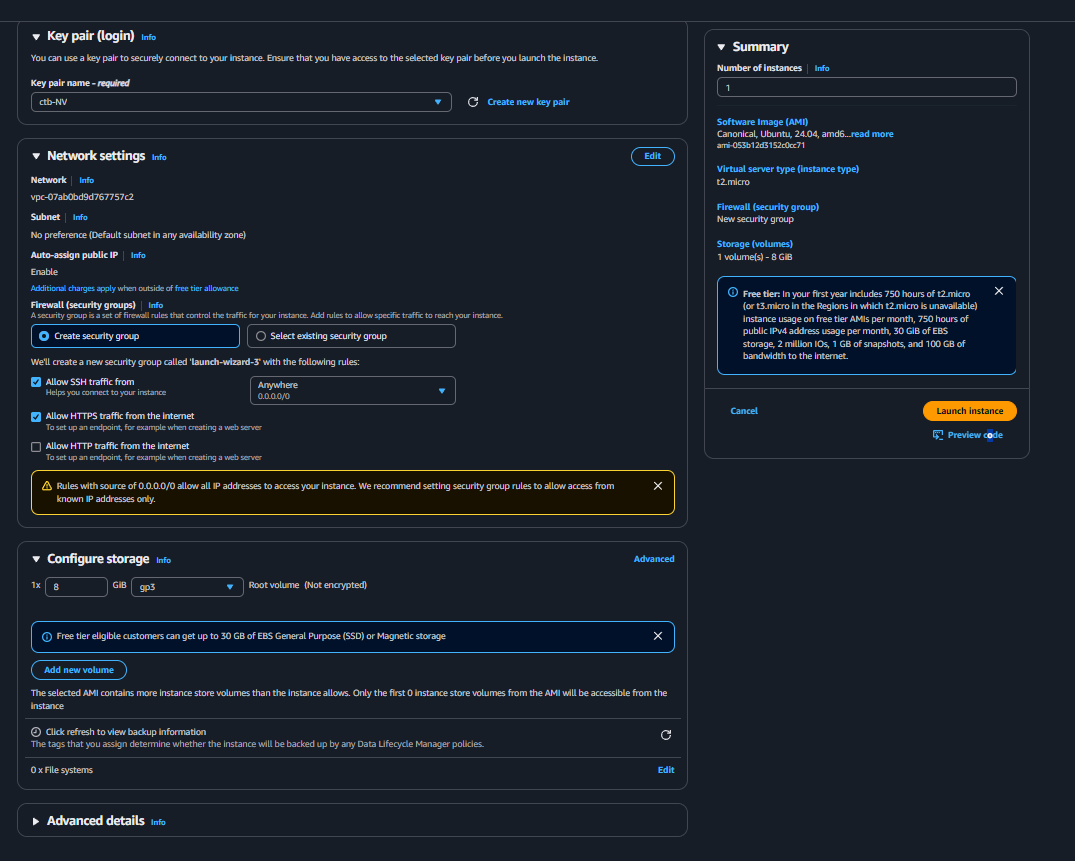 Key pair (login) Info
You can use a key pair to securely connect to your instance. Ensure that you have access to the selected key pair before you launch the instance.
Key pair name - required
ctb-NV
Create new key pair
Network settings Info
Edit
Network Info
vpc-07ab0bd9d767757c2
Subnet Info
No preference (Default subnet in any availability zone)
Auto-assign public IP Info
Enable
Additional charges apply when outside of free tier allowance
Firewall (security groups) Info
A security group is a set of firewall rules that control the traffic for your instance. Add rules to allow specific traffic to reach your instance.
Create security group
Select existing security group
We'll create a new security group called 'launch-wizard-3' with the following rules:
Allow SSH traffic from
Helps you connect to your instance
Anywhere
0.0.0.0/0
Allow HTTPS traffic from the internet
To set up an endpoint, for example when creating a web server
Allow HTTP traffic from the internet
To set up an endpoint, for example when creating a web server
Rules with source of 0.0.0.0/0 allow all IP addresses to access your instance. We recommend setting security group rules to allow access from
known IP addresses only.
Configure storage Info
Advanced
1x 8 GiB gp3 Root volume (Not encrypted)
Free tier eligible customers can get up to 30 GB of EBS General Purpose (SSD) or Magnetic storage
Add new volume
The selected AMI contains more instance store volumes than the instance allows. Only the first 0 instance store volumes from the AMI will be accessible from the
instance
Click refresh to view backup information
The tags that you assign determine whether the instance will be backed up by any Data Lifecycle Manager policies.
0 x File systems
Edit
Advanced details Info
Summary
Number of instances Info
1
Software Image (AMI)
Canonical, Ubuntu, 24.04, amd6...read more
ami-053b12d3152c0cc71
Virtual server type (instance type)
t2.micro
Firewall (security group)
New security group
Storage (volumes)
1 volume(s) - 8 GiB
Free tier: In your first year includes 750 hours of t2.micro
(or t3.micro in the Regions in which t2.micro is unavailable)
instance usage on free tier AMIs per month, 750 hours of
public IPv4 address usage per month, 30 GiB of EBS
storage, 2 million IOs, 1 GB of snapshots, and 100 GB of
bandwidth to the internet.
Cancel
Launch instance
Preview code